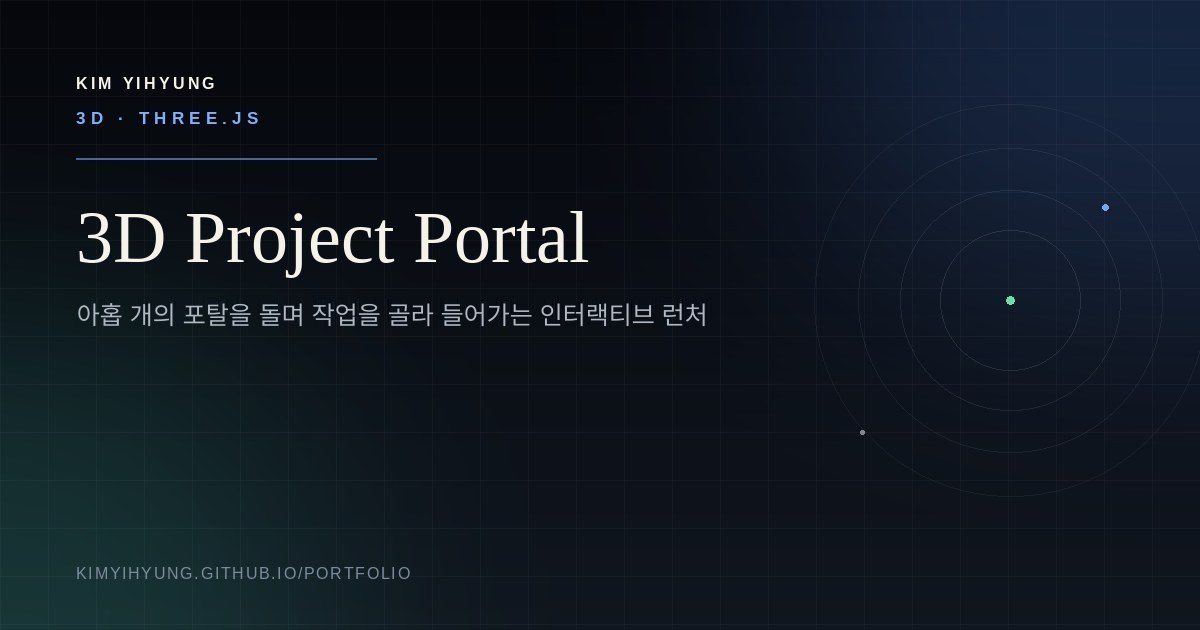 KIM YIHYUNG
3D · THREE.JS
3D Project Portal
아홉 개의 포탈을 돌며 작업을 골라 들어가는 인터랙티브 런처
KIMYIHYUNG.GITHUB.IO/PORTFOLIO